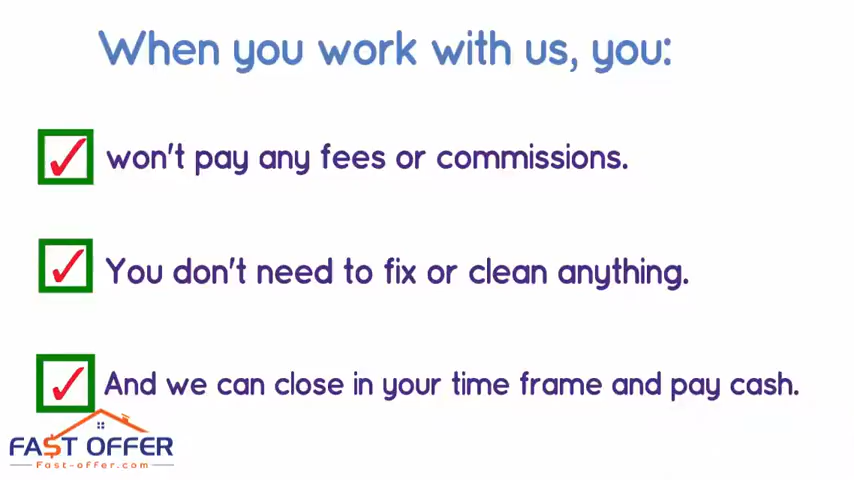 When you work with us, you:
won't pay any fees or commissions.
You don't need to fix or clean anything.
And we can close in your time frame and pay cash.
FA$T OFFER
Fast-offer.com